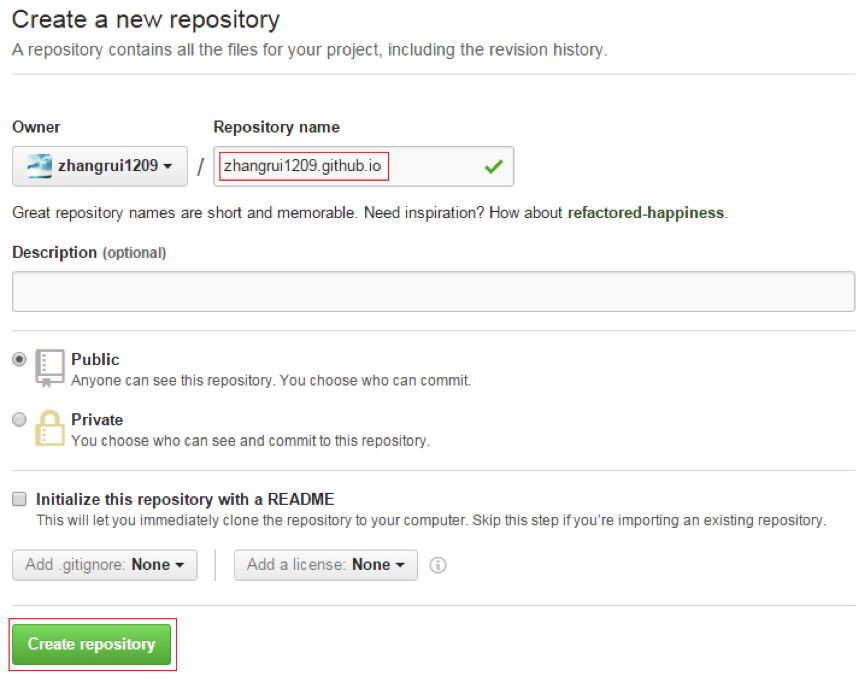 Create a new repository
A repository contains all the files for your project, including the revision history.
Owner
Repository name
zhangrui1209
/
zhangrui1209.github.io
Great repository names are short and memorable. Need inspiration? How about refactored-happiness.
Description (optional)
Public
Anyone can see this repository. You choose who can commit.
Private
You choose who can see and commit to this repository.
Initialize this repository with a README
This will let you immediately clone the repository to your computer. Skip this step if you're importing an existing repository.
Add .gitignore: None
Add a license: None
Create repository